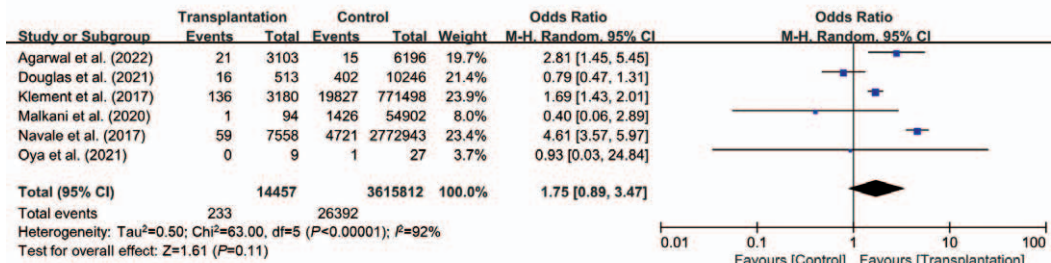 Transplantation Control Odds Ratio Odds Ratio
Study or Subgroup Events Total Events Total Weight M-H. Random. 95% CI M-H. Random. 95% CI
Agarwal et al. (2022) 21 3103 15 6196 19.7% 2.81 [1.45, 5.45]
Douglas et al. (2021) 16 513 402 10246 21.4% 0.79 [0.47, 1.31]
Klement et al. (2017) 136 3180 19827 771498 23.9% 1.69 [1.43, 2.01]
Malkani et al. (2020) 1 94 1426 54902 8.0% 0.40 [0.06, 2.89]
Navale et al. (2017) 59 7558 4721 2772943 23.4% 4.61 [3.57, 5.97]
Oya et al. (2021) 0 9 1 27 3.7% 0.93 [0.03, 24.84]
Total (95% CI) 14457 3615812 100.0% 1.75 [0.89, 3.47]
Total events 233 26392
Heterogeneity: Tau²=0.50; Chi²=63.00, df=5 (P<0.00001); I²=92%
Test for overall effect: Z=1.61 (P=0.11)
0.01 0.1 1 10 100
Favours [Control] Favours [Transplantation]